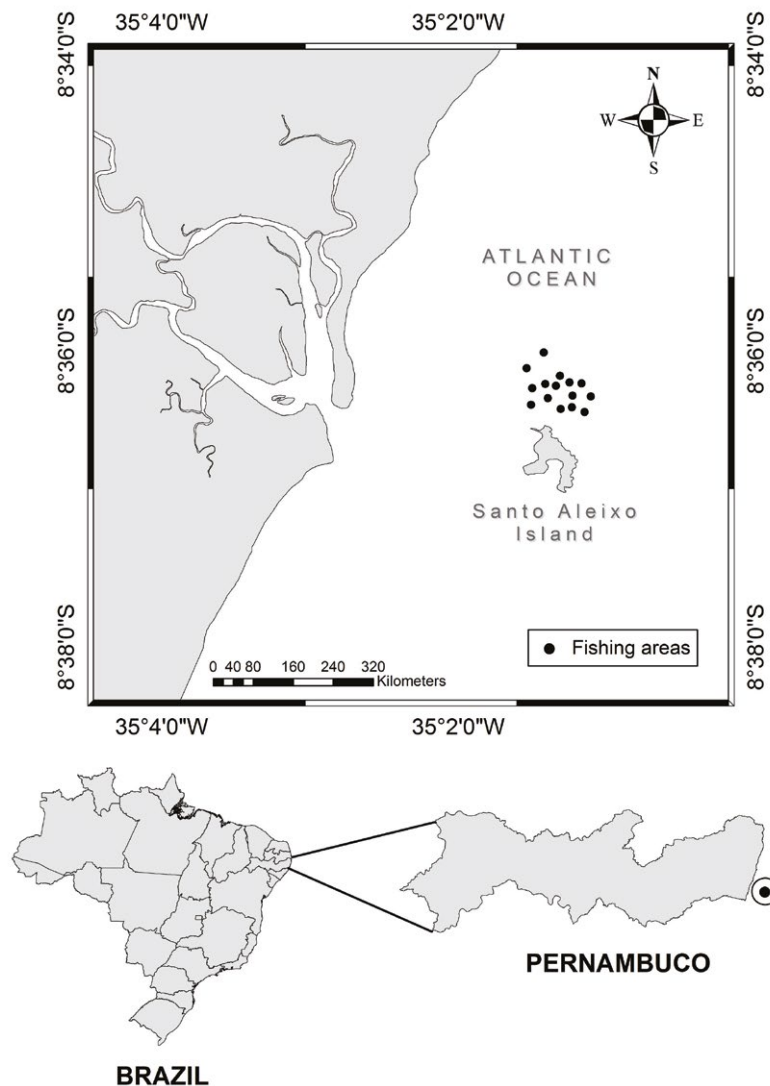 35°4'0"W 35°2'0"W
8°34'0"S 8°34'0"S
N
W E
S
ATLANTIC
OCEAN
8°36'0"S 8°36'0"S
Santo Aleixo
Island
Fishing areas
8°38'0"S 8°38'0"S
0 40 80 160 240 320
Kilometers
35°4'0"W 35°2'0"W
PERNAMBUCO
BRAZIL